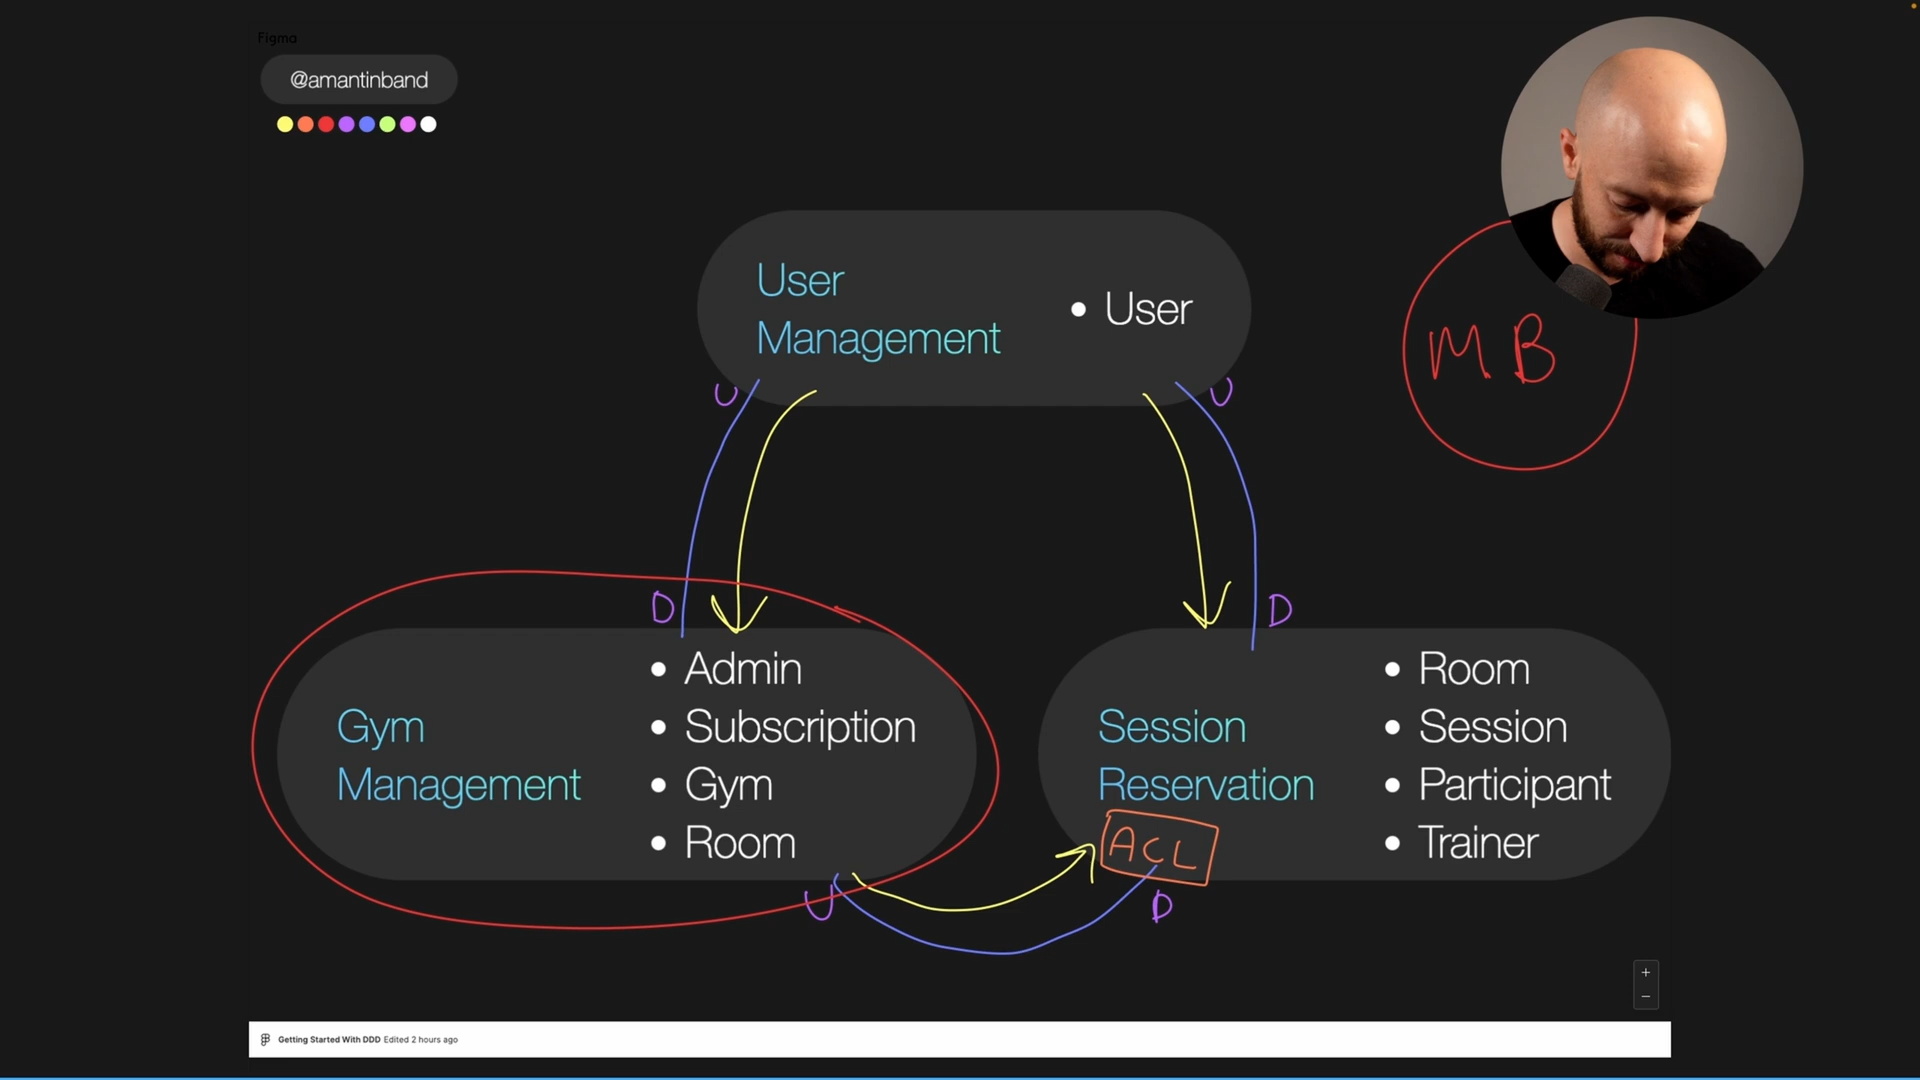 Figma
@amantinband
User
Management
• User
M B
U
U
D
D
Gym
Management
• Admin
• Subscription
• Gym
• Room
Session
Reservation
• Room
• Session
• Participant
• Trainer
ACL
U
D
+
−
Getting Started With DDD Edited 2 hours ago